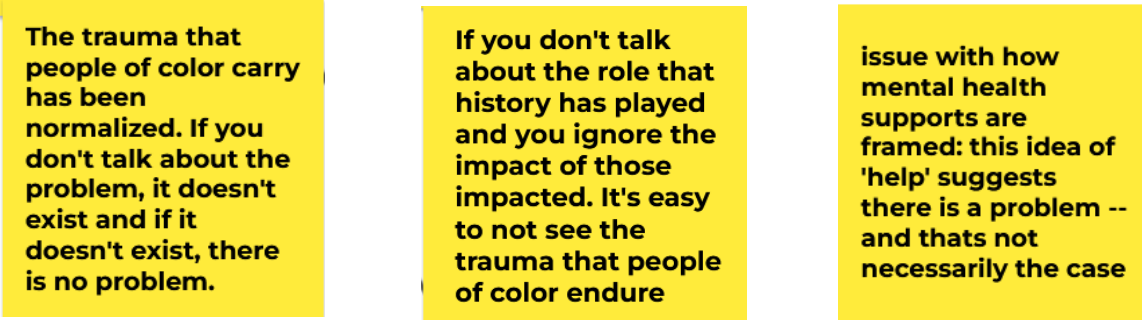 The trauma that
people of color carry
has been
normalized. If you
don't talk about the
problem, it doesn't
exist and if it
doesn't exist, there
is no problem.
If you don't talk
about the role that
history has played
and you ignore the
impact of those
impacted. It's easy
to not see the
trauma that people
of color endure
issue with how
mental health
supports are
framed: this idea of
'help' suggests
there is a problem --
and thats not
necessarily the case